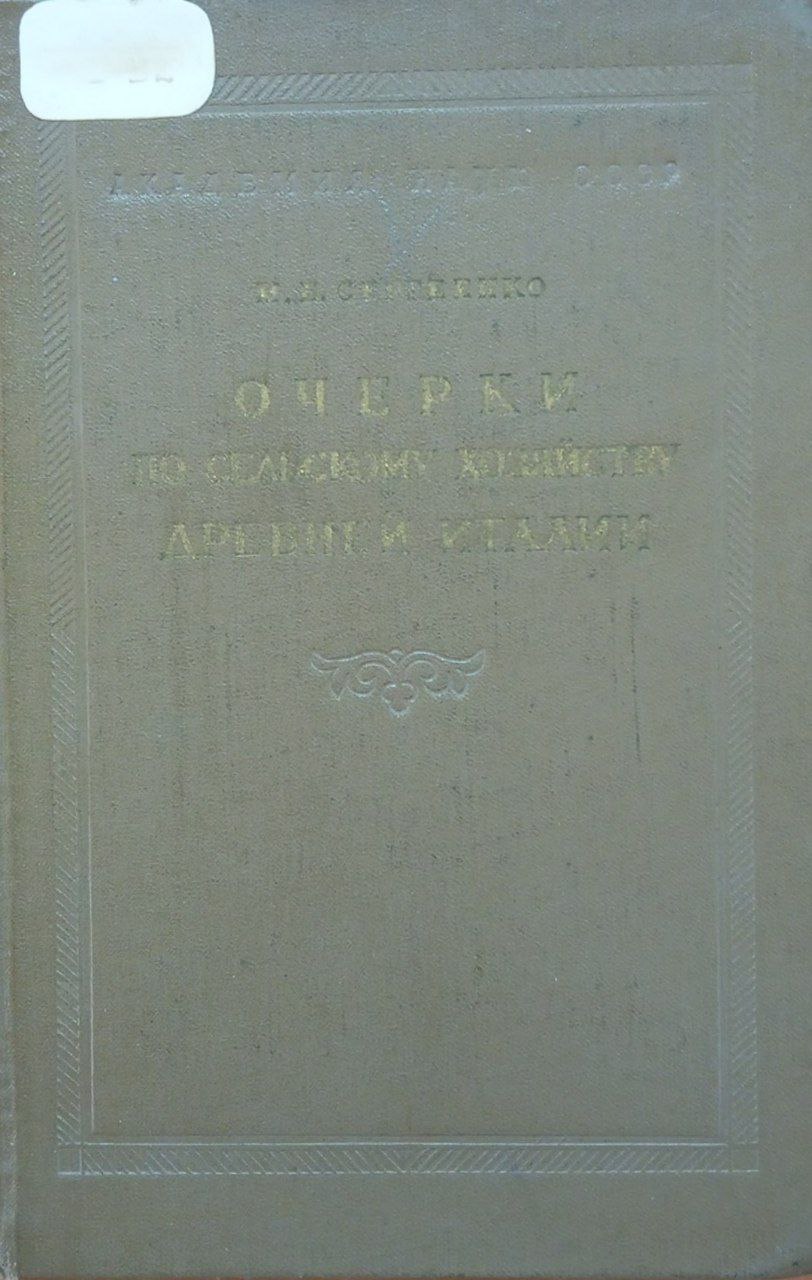 АКАДЕМИЯ НАУК СССР
М. Е. СЕРГЕЕНКО
ОЧЕРКИ
ПО СЕЛЬСКОМУ ХОЗЯЙСТВУ
ДРЕВНЕЙ ИТАЛИИ